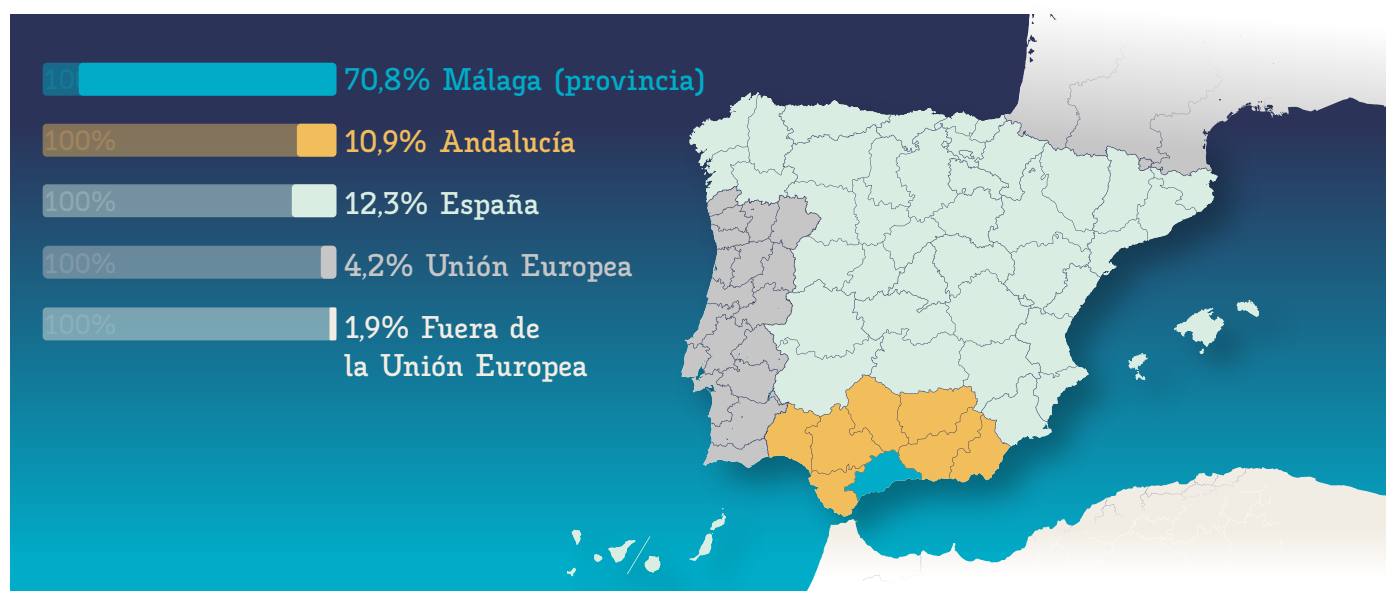 70,8% Málaga (provincia)
100% 10,9% Andalucía
100% 12,3% España
100% 4,2% Unión Europea
100% 1,9% Fuera de
la Unión Europea